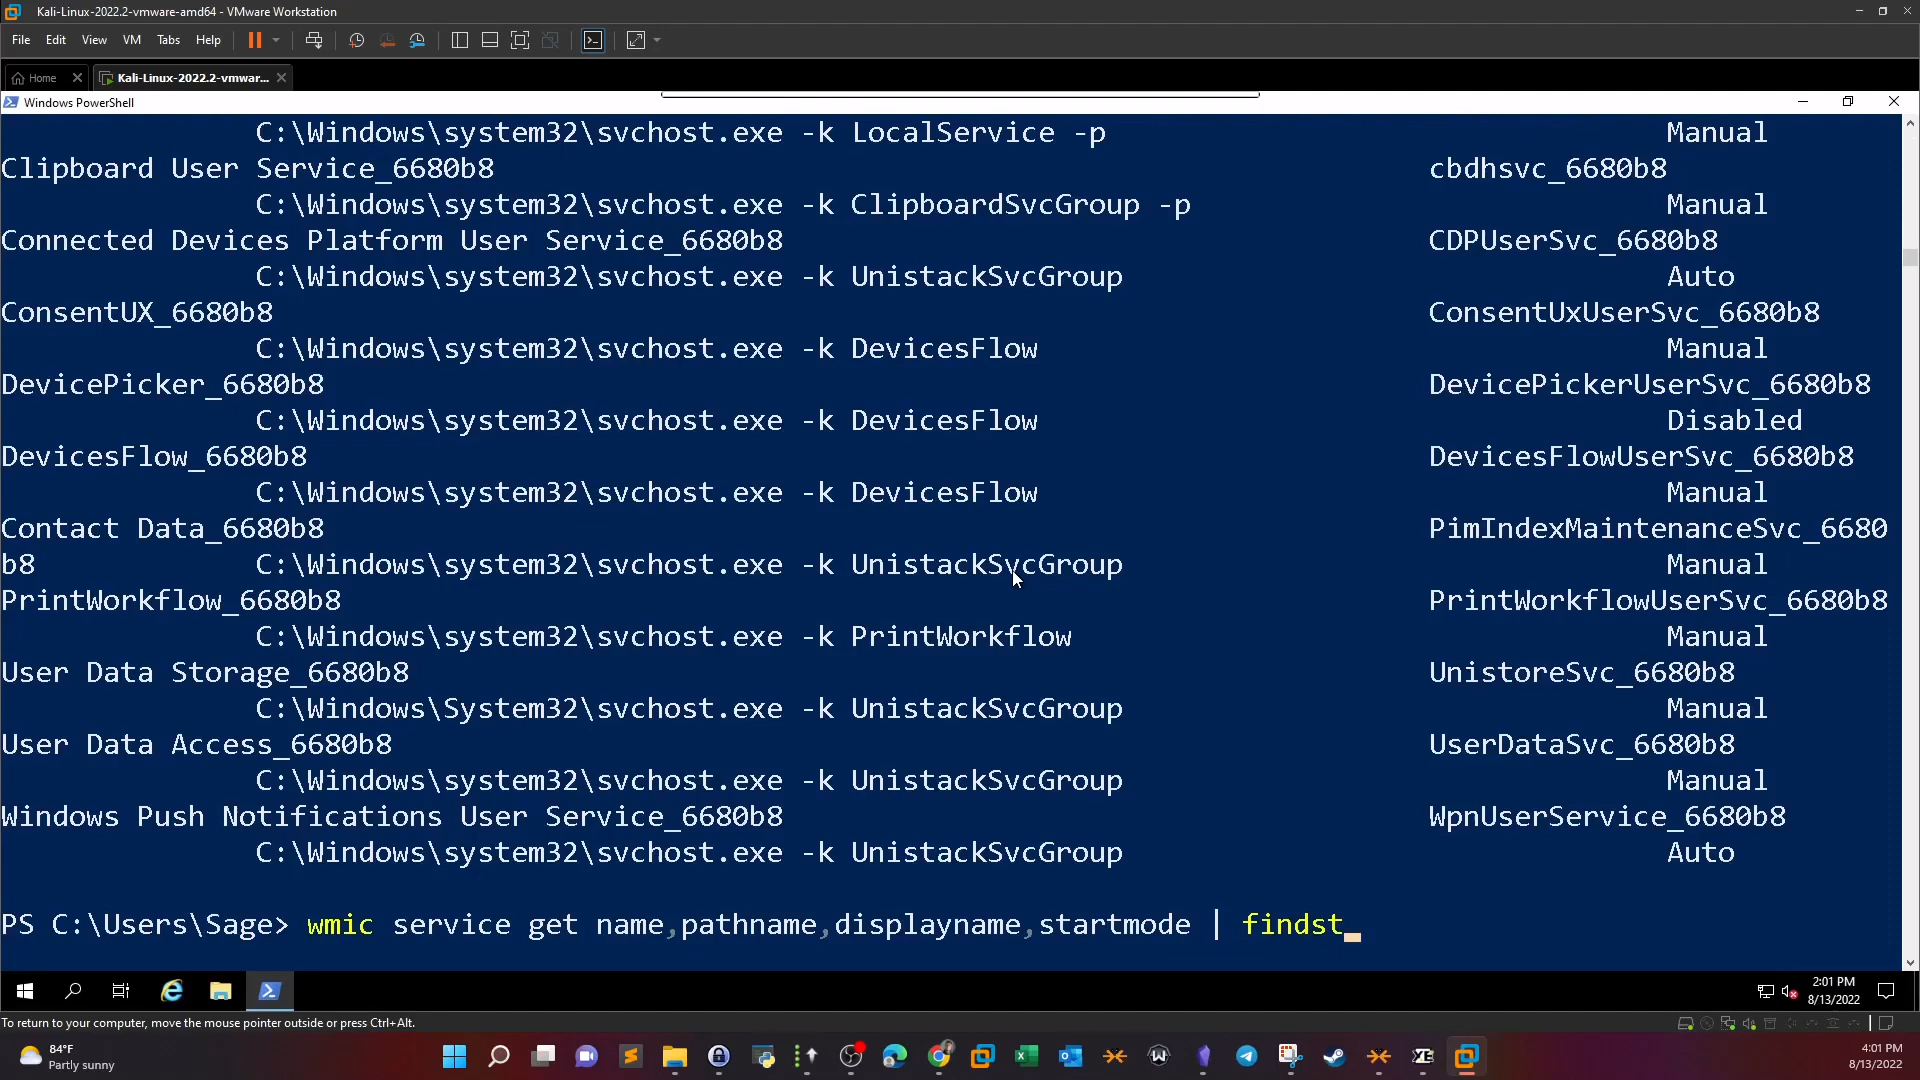 Kali-Linux-2022.2-vmware-amd64 - VMware Workstation
File Edit View VM Tabs Help
Home Kali-Linux-2022.2-vmwar...
Windows PowerShell
C:\Windows\system32\svchost.exe -k LocalService -p Manual
Clipboard User Service_6680b8 cbdhsvc_6680b8
C:\Windows\system32\svchost.exe -k ClipboardSvcGroup -p Manual
Connected Devices Platform User Service_6680b8 CDPUserSvc_6680b8
C:\Windows\system32\svchost.exe -k UnistackSvcGroup Auto
ConsentUX_6680b8 ConsentUxUserSvc_6680b8
C:\Windows\system32\svchost.exe -k DevicesFlow Manual
DevicePicker_6680b8 DevicePickerUserSvc_6680b8
C:\Windows\system32\svchost.exe -k DevicesFlow Disabled
DevicesFlow_6680b8 DevicesFlowUserSvc_6680b8
C:\Windows\system32\svchost.exe -k DevicesFlow Manual
Contact Data_6680b8 PimIndexMaintenanceSvc_6680
b8 C:\Windows\system32\svchost.exe -k UnistackSvcGroup Manual
PrintWorkflow_6680b8 PrintWorkflowUserSvc_6680b8
C:\Windows\system32\svchost.exe -k PrintWorkflow Manual
User Data Storage_6680b8 UnistoreSvc_6680b8
C:\Windows\System32\svchost.exe -k UnistackSvcGroup Manual
User Data Access_6680b8 UserDataSvc_6680b8
C:\Windows\system32\svchost.exe -k UnistackSvcGroup Manual
Windows Push Notifications User Service_6680b8 WpnUserService_6680b8
C:\Windows\system32\svchost.exe -k UnistackSvcGroup Auto
PS C:\Users\Sage> wmic service get name,pathname,displayname,startmode | findst_
2:01 PM
8/13/2022
To return to your computer, move the mouse pointer outside or press Ctrl+Alt.
84°F
Partly sunny
4:01 PM
8/13/2022